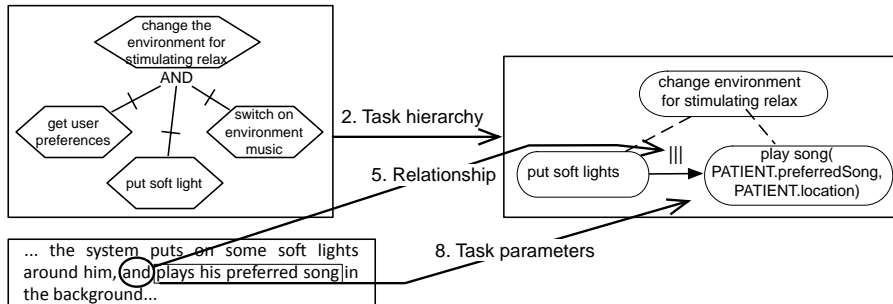 change the
environment for
stimulating relax
AND
get user
preferences
switch on
environment
music
put soft light
2. Task hierarchy
5. Relationship
8. Task parameters
change environment
for stimulating relax
|||
put soft lights
play song(
PATIENT.preferredSong,
PATIENT.location)
... the system puts on some soft lights
around him, and plays his preferred song in
the background...